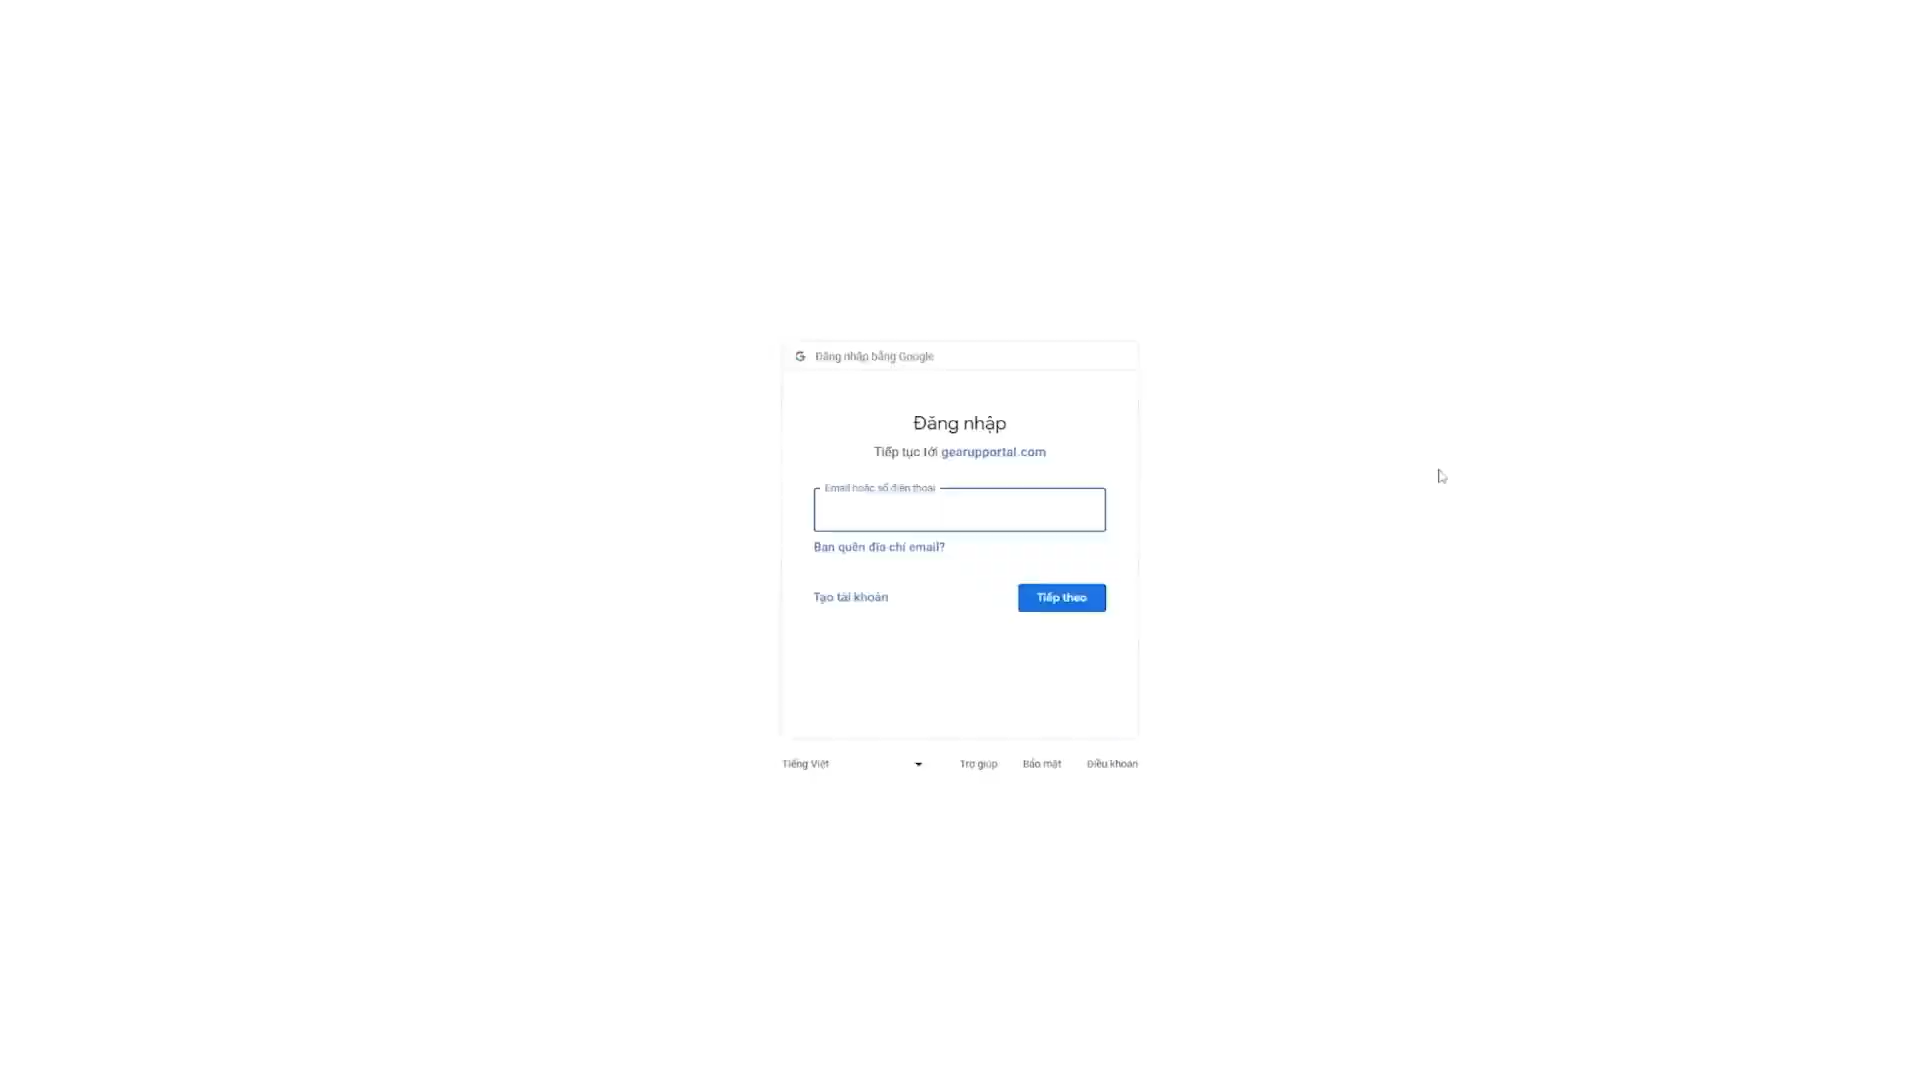 Đăng nhập bằng Google
Đăng nhập
Tiếp tục tới gearupportal.com
Email hoặc số điện thoại
Bạn quên địa chỉ email?
Tạo tài khoản
Tiếp theo
Tiếng Việt
Trợ giúp
Bảo mật
Điều khoản